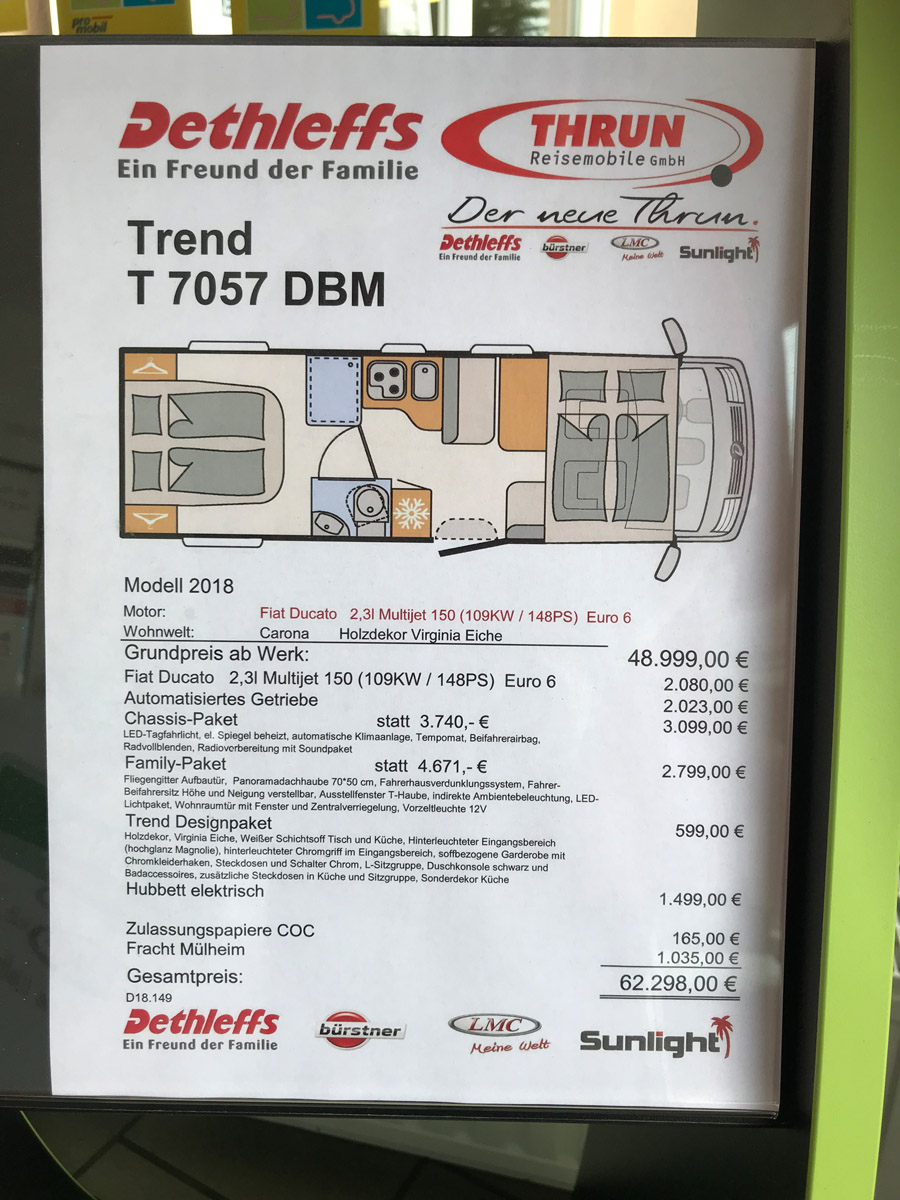 pro
mobil
Dethleffs
Ein Freund der Familie
THRUN
Reisemobile GmbH
Der neue Thrun.
Dethleffs
Ein Freund der Familie
bürstner
LMC
Meine Welt
Sunlight
Trend
T 7057 DBM
Modell 2018
Motor: Fiat Ducato 2,3l Multijet 150 (109KW / 148PS) Euro 6
Wohnwelt: Carona Holzdekor Virginia Eiche
Grundpreis ab Werk: 48.999,00 €
Fiat Ducato 2,3l Multijet 150 (109KW / 148PS) Euro 6 2.080,00 €
Automatisiertes Getriebe 2.023,00 €
Chassis-Paket statt 3.740,- € 3.099,00 €
LED-Tagfahrlicht, el. Spiegel beheizt, automatische Klimaanlage, Tempomat, Beifahrerairbag,
Radvollblenden, Radiovorbereitung mit Soundpaket
Family-Paket statt 4.671,- € 2.799,00 €
Fliegengitter Aufbautür, Panoramadachhaube 70*50 cm, Fahrerhausverdunklungssystem, Fahrer-
Beifahrersitz Höhe und Neigung verstellbar, Ausstellfenster T-Haube, indirekte Ambientebeleuchtung, LED-
Lichtpaket, Wohnraumtür mit Fenster und Zentralverriegelung, Vorzeltleuchte 12V
Trend Designpaket 599,00 €
Holzdekor, Virginia Eiche, Weißer Schichtsoff Tisch und Küche, Hinterleuchteter Eingangsbereich
(hochglanz Magnolie), hinterleuchteter Chromgriff im Eingangsbereich, soffbezogene Garderobe mit
Chromkleiderhaken, Steckdosen und Schalter Chrom, L-Sitzgruppe, Duschkonsole schwarz und
Badaccessoires, zusätzliche Steckdosen in Küche und Sitzgruppe, Sonderdekor Küche
Hubbett elektrisch 1.499,00 €
Zulassungspapiere COC 165,00 €
Fracht Mülheim 1.035,00 €
Gesamtpreis: 62.298,00 €
D18.149
Dethleffs
Ein Freund der Familie
bürstner
LMC
Meine Welt
Sunlight